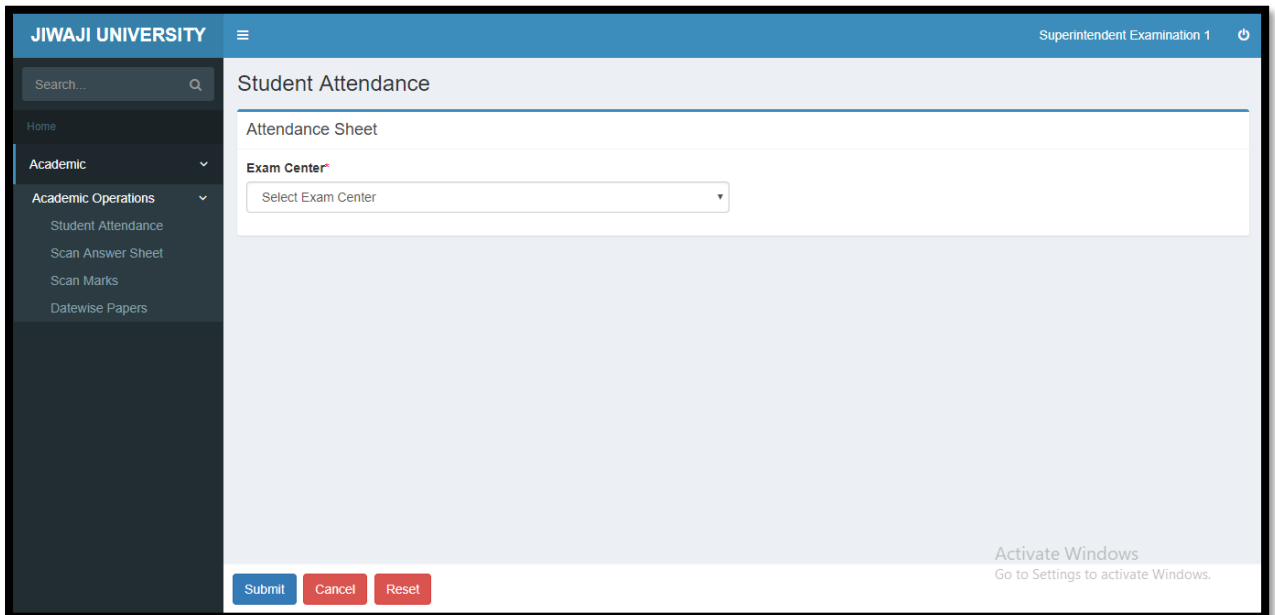 JIWAJI UNIVERSITY
Superintendent Examination 1
Search...
Home
Academic
Academic Operations
Student Attendance
Scan Answer Sheet
Scan Marks
Datewise Papers
Student Attendance
Attendance Sheet
Exam Center*
Select Exam Center
Submit Cancel Reset
Activate Windows
Go to Settings to activate Windows.